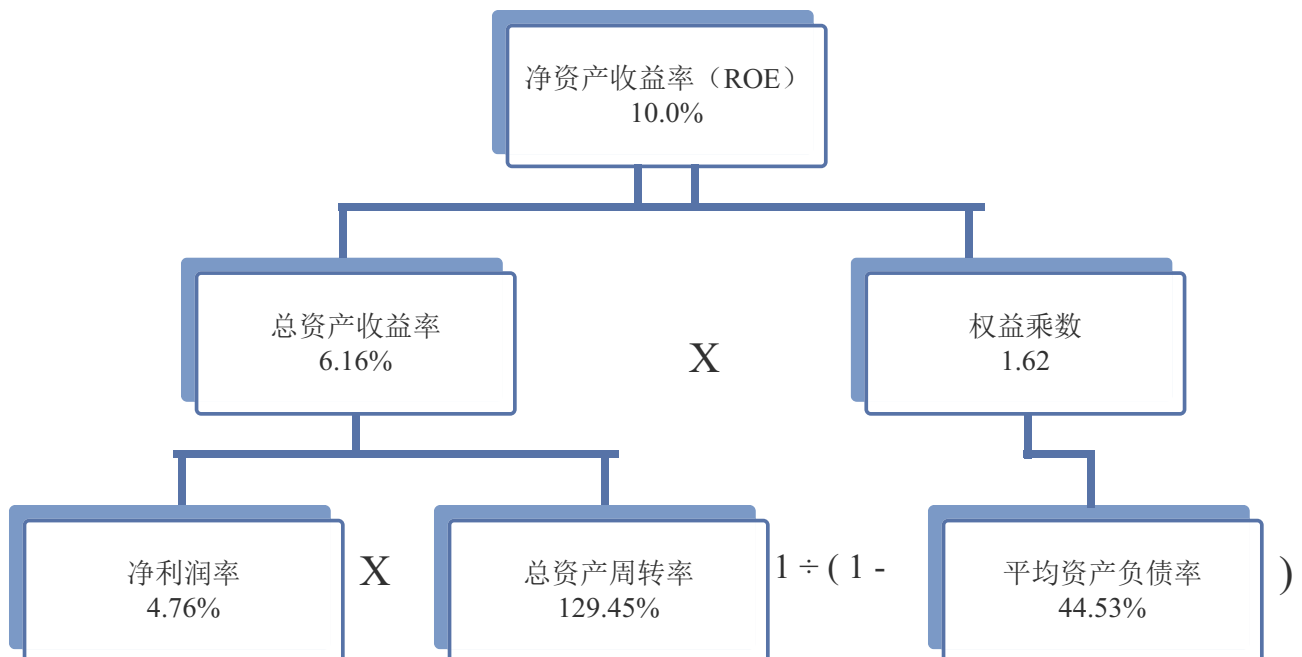 净资产收益率（ROE）
10.0%
总资产收益率
6.16%
X
权益乘数
1.62
净利润率
4.76%
X
总资产周转率
129.45%
1 ÷ ( 1 -
平均资产负债率
44.53%
)